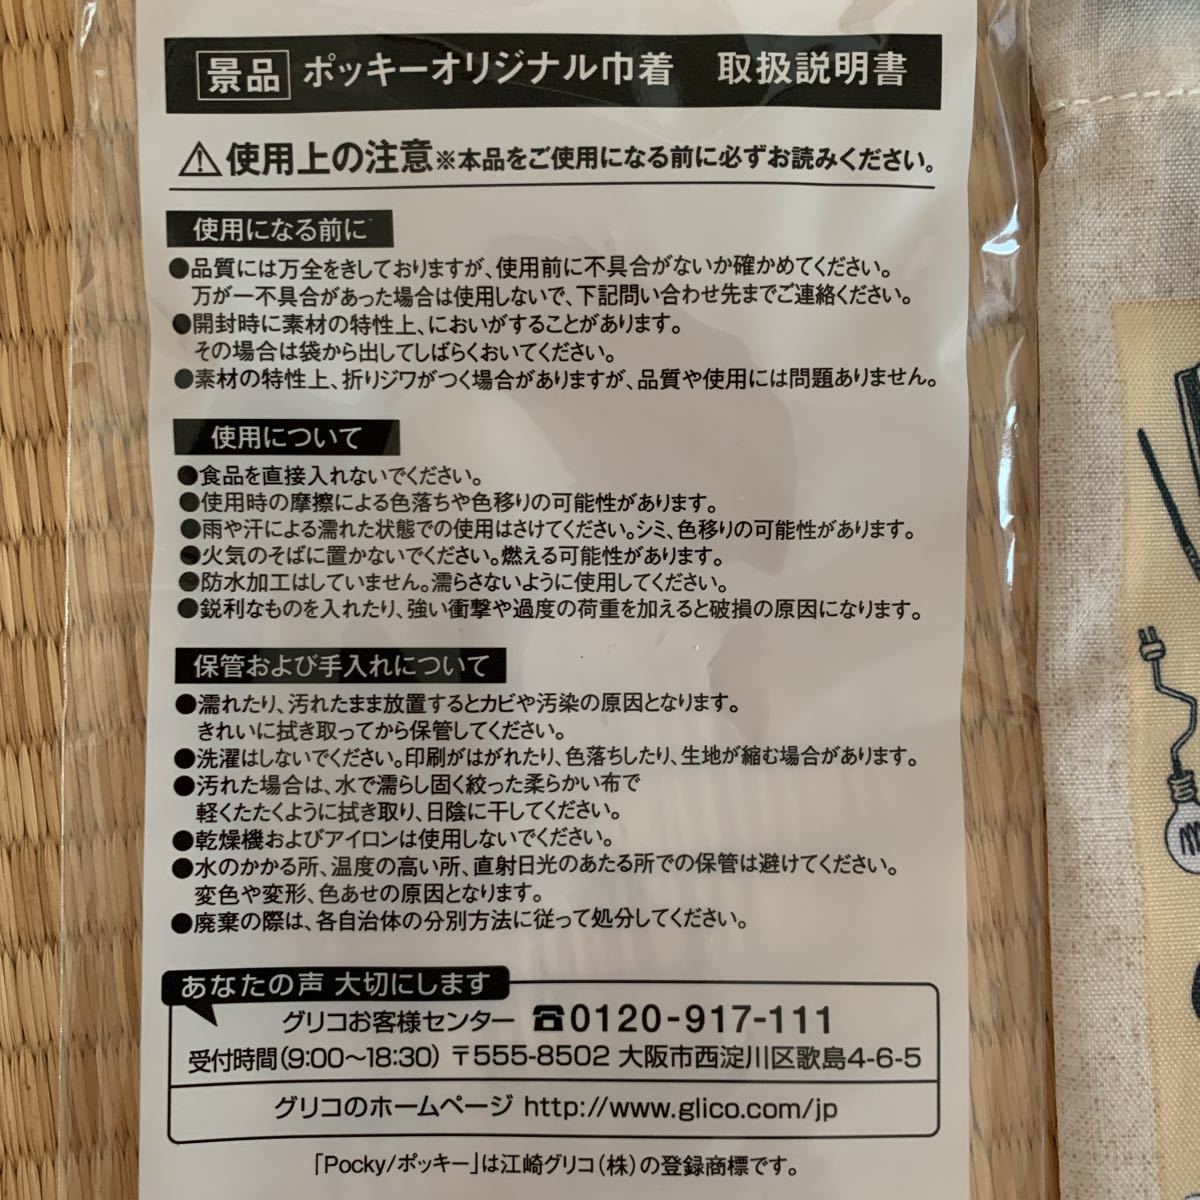 景品 ポッキーオリジナル巾着 取扱説明書
⚠使用上の注意※本品をご使用になる前に必ずお読みください。
使用になる前に
●品質には万全をきしておりますが、使用前に不具合がないか確かめてください。
万が一不具合があった場合は使用しないで、下記問い合わせ先までご連絡ください。
●開封時に素材の特性上、においがすることがあります。
その場合は袋から出してしばらくおいてください。
●素材の特性上、折りジワがつく場合がありますが、品質や使用には問題ありません。
使用について
●食品を直接入れないでください。
●使用時の摩擦による色落ちや色移りの可能性があります。
●雨や汗による濡れた状態での使用はさけてください。シミ、色移りの可能性があります。
●火気のそばに置かないでください。燃える可能性があります。
●防水加工はしていません。濡らさないように使用してください。
●鋭利なものを入れたり、強い衝撃や過度の荷重を加えると破損の原因になります。
保管および手入れについて
●濡れたり、汚れたまま放置するとカビや汚染の原因となります。
きれいに拭き取ってから保管してください。
●洗濯はしないでください。印刷がはがれたり、色落ちしたり、生地が縮む場合があります。
●汚れた場合は、水で濡らし固く絞った柔らかい布で
軽くたたくように拭き取り、日陰に干してください。
●乾燥機およびアイロンは使用しないでください。
●水のかかる所、温度の高い所、直射日光のあたる所での保管は避けてください。
変色や変形、色あせの原因となります。
●廃棄の際は、各自治体の分別方法に従って処分してください。
あなたの声 大切にします
グリコお客様センター ☎0120-917-111
受付時間(9:00〜18:30) 〒555-8502 大阪市西淀川区歌島4-6-5
グリコのホームページ http://www.glico.com/jp
「Pocky/ポッキー」は江崎グリコ(株)の登録商標です。